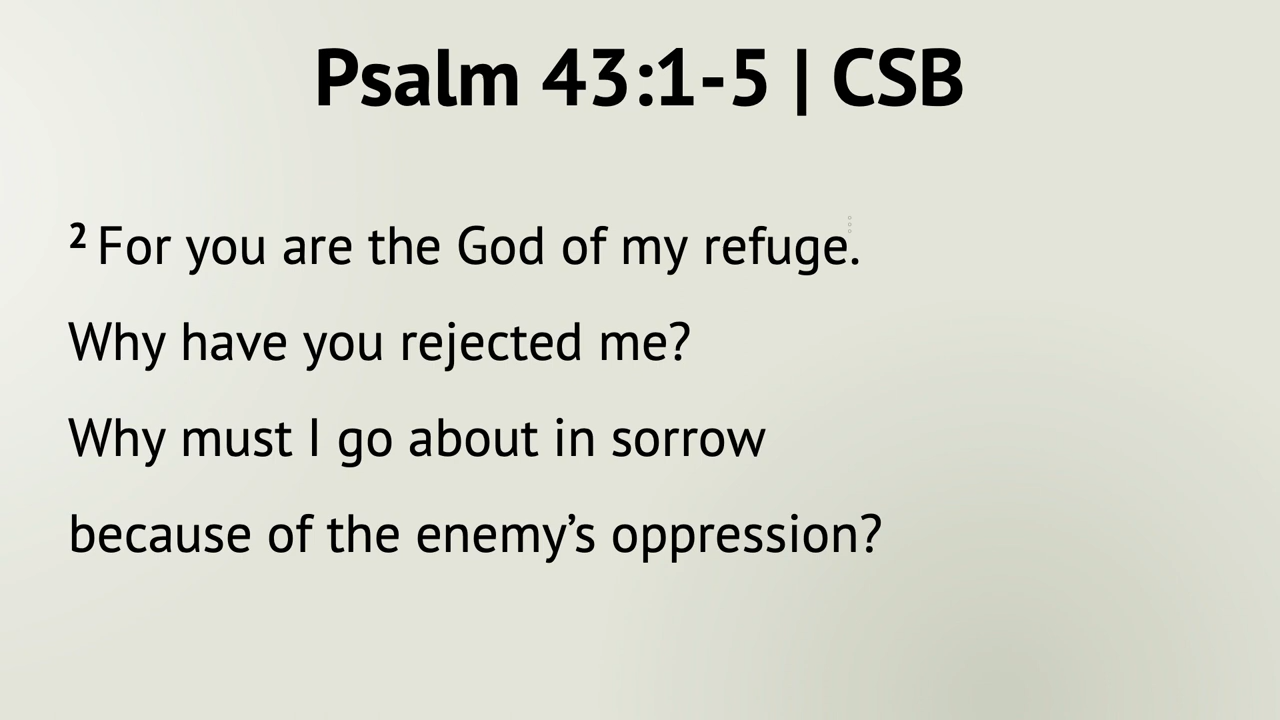 Psalm 43:1-5 | CSB
² For you are the God of my refuge.
Why have you rejected me?
Why must I go about in sorrow
because of the enemy’s oppression?